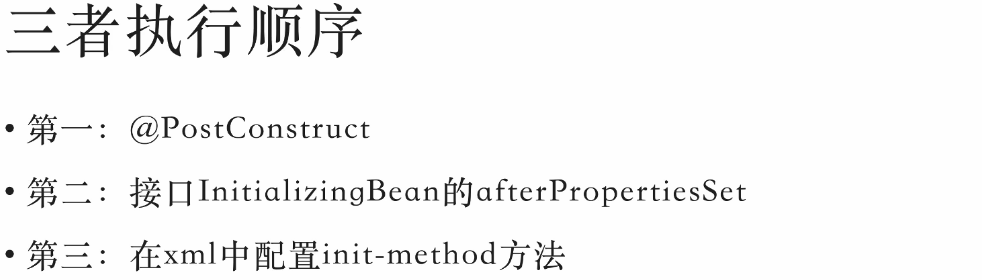 三者执行顺序
• 第一：@PostConstruct
• 第二：接口InitializingBean的afterPropertiesSet
• 第三：在xml中配置init-method方法